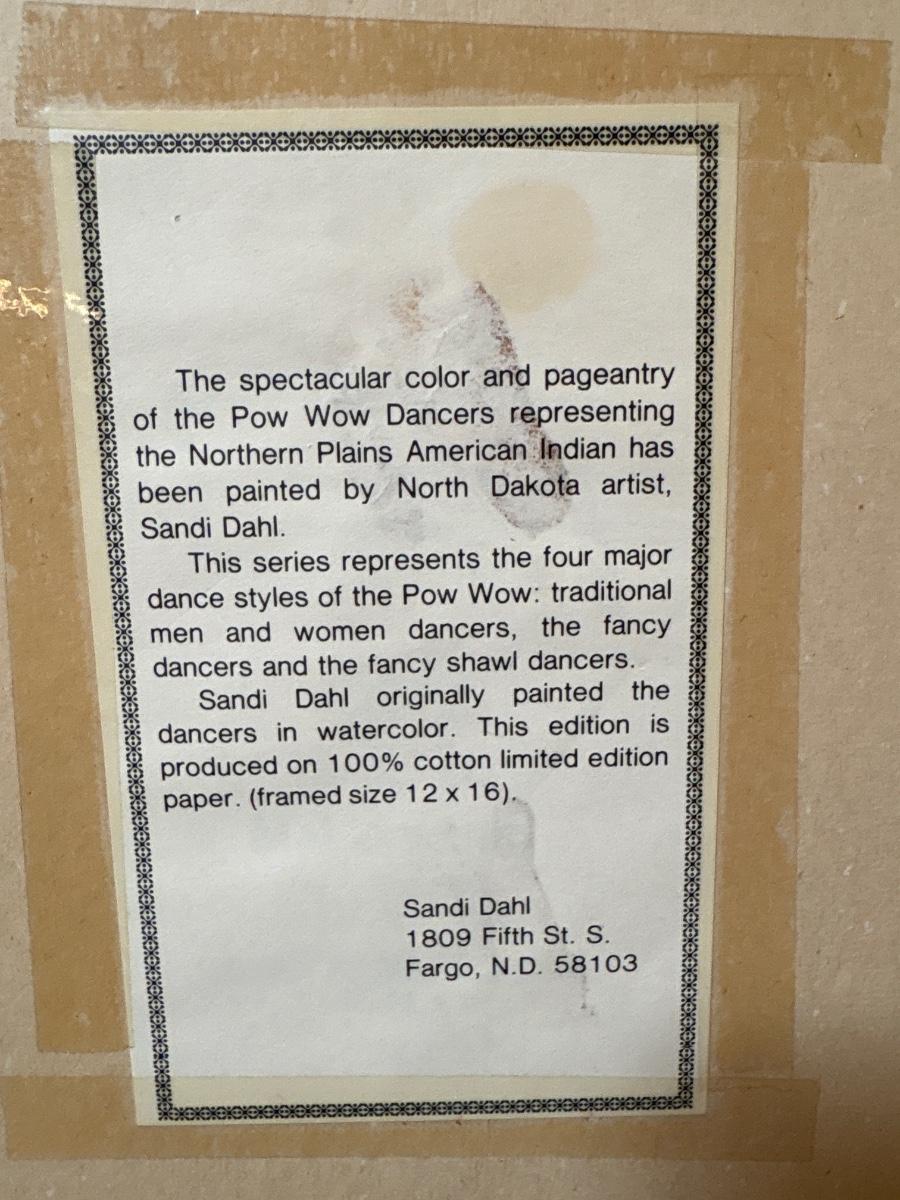 The spectacular color and pageantry
of the Pow Wow Dancers representing
the Northern Plains American Indian has
been painted by North Dakota artist,
Sandi Dahl.
This series represents the four major
dance styles of the Pow Wow: traditional
men and women dancers, the fancy
dancers and the fancy shawl dancers.
Sandi Dahl originally painted the
dancers in watercolor. This edition is
produced on 100% cotton limited edition
paper. (framed size 12 x 16).
Sandi Dahl
1809 Fifth St. S.
Fargo, N.D. 58103